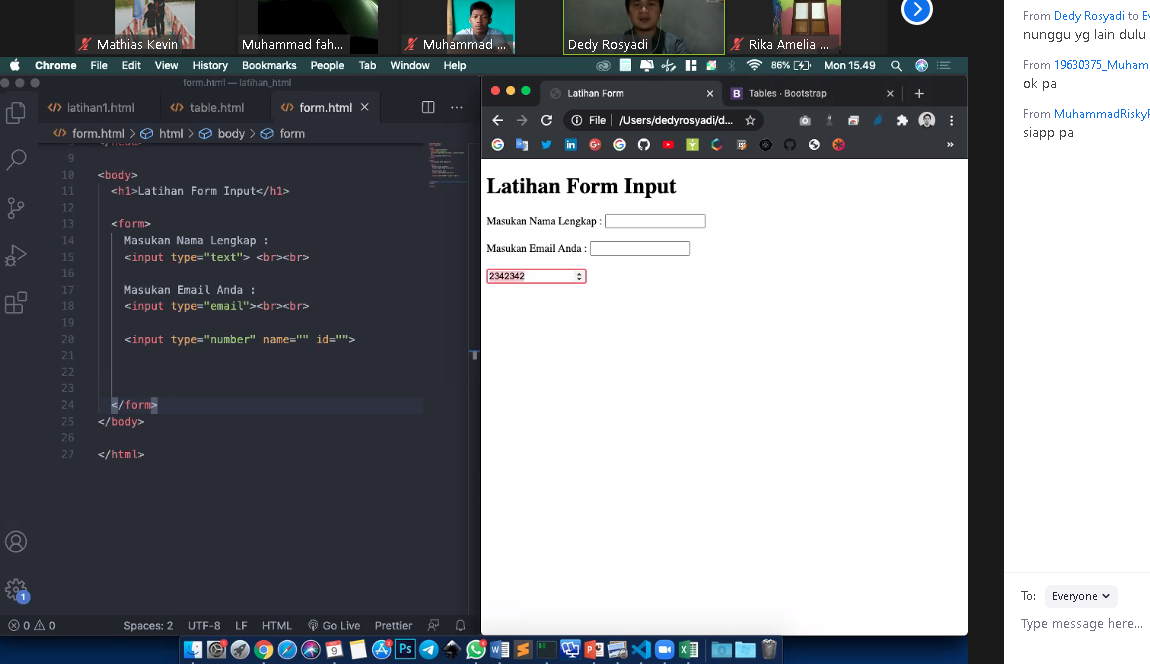 Mathias Kevin
Muhammad fah...
Muhammad ...
Dedy Rosyadi
Rika Amelia ...
Chrome File Edit View History Bookmarks People Tab Window Help
86%
Mon 15.49
form.html — latihan_html
latihan1.html
table.html
form.html
form.html > html > body > form
9
10 <body>
11 <h1>Latihan Form Input</h1>
12
13 <form>
14 Masukan Nama Lengkap :
15 <input type="text"> <br><br>
16
17 Masukan Email Anda :
18 <input type="email"><br><br>
19
20 <input type="number" name="" id="">
21
22
23
24 </form>
25 </body>
26
27 </html>
1
0 0
Spaces: 2 UTF-8 LF HTML Go Live Prettier
Latihan Form
Tables · Bootstrap
File /Users/dedyrosyadi/d...
Latihan Form Input
Masukan Nama Lengkap :
Masukan Email Anda :
2342342
From Dedy Rosyadi to E
nunggu yg lain dulu
From 19630375_Muham
ok pa
From MuhammadRisky
siapp pa
To: Everyone
Type message here...